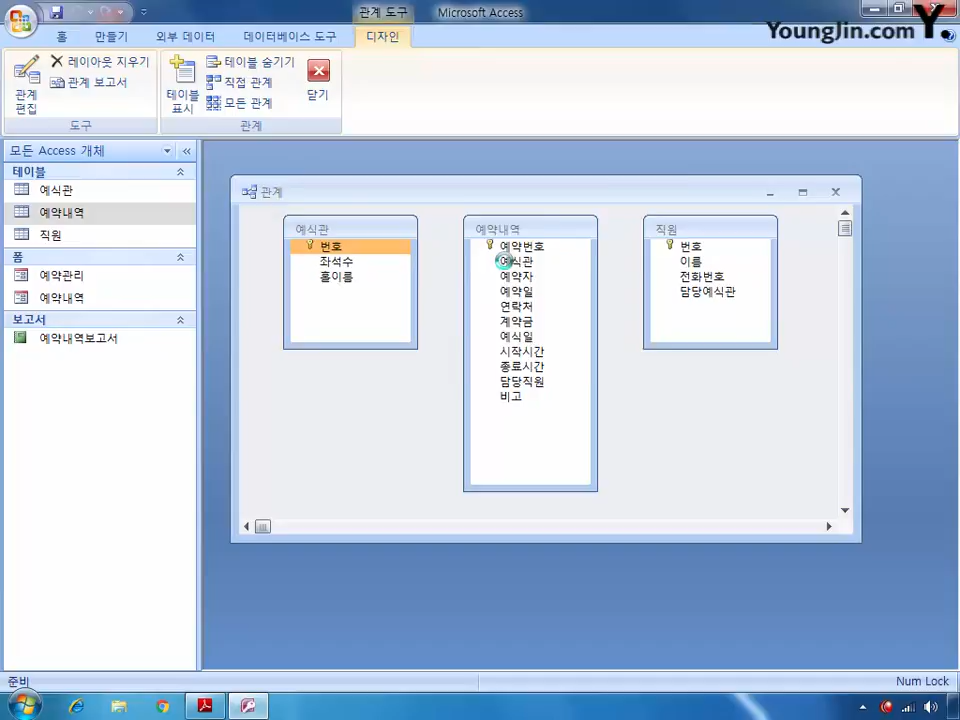 관계 도구
Microsoft Access
YoungJin.com Y
홈
만들기
외부 데이터
데이터베이스 도구
디자인
관계
편집
레이아웃 지우기
관계 보고서
도구
테이블
표시
테이블 숨기기
직접 관계
모든 관계
닫기
관계
모든 Access 개체
테이블
예식관
예약내역
직원
폼
예약관리
예약내역
보고서
예약내역보고서
관계
예식관
번호
좌석수
홀이름
예약내역
예약번호
예식관
예약자
예약일
연락처
계약금
예식일
시작시간
종료시간
담당직원
비고
직원
번호
이름
전화번호
담당예식관
준비
Num Lock